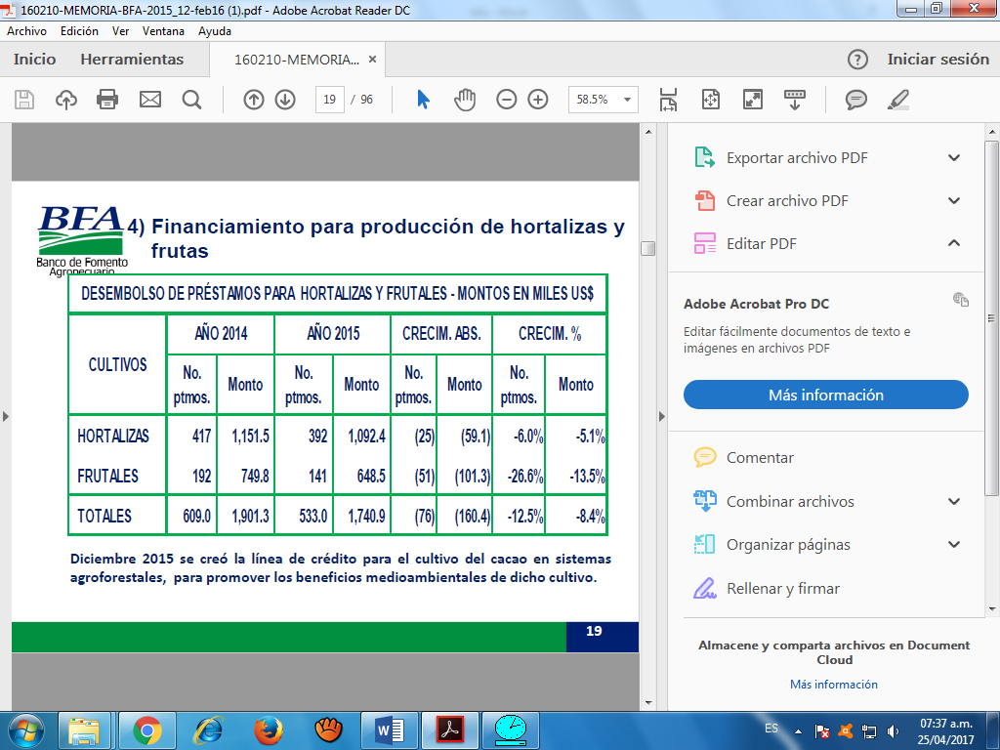 160210-MEMORIA-BFA-2015_12-feb16 (1).pdf - Adobe Acrobat Reader DC
Archivo Edición Ver Ventana Ayuda
Inicio Herramientas 160210-MEMORIA... × Iniciar sesión
19 / 96 58.5%
BFA
Banco de Fomento
Agropecuario
4) Financiamiento para producción de hortalizas y
frutas
DESEMBOLSO DE PRÉSTAMOS PARA HORTALIZAS Y FRUTALES - MONTOS EN MILES US$
CULTIVOS AÑO 2014 AÑO 2015 CRECIM. ABS. CRECIM. %
No. ptmos. Monto No. ptmos. Monto No. ptmos. Monto No. ptmos. Monto
HORTALIZAS 417 1,151.5 392 1,092.4 (25) (59.1) -6.0% -5.1%
FRUTALES 192 749.8 141 648.5 (51) (101.3) -26.6% -13.5%
TOTALES 609.0 1,901.3 533.0 1,740.9 (76) (160.4) -12.5% -8.4%
Diciembre 2015 se creó la línea de crédito para el cultivo del cacao en sistemas
agroforestales, para promover los beneficios medioambientales de dicho cultivo.
19
Exportar archivo PDF
Crear archivo PDF
Editar PDF
Adobe Acrobat Pro DC
Editar fácilmente documentos de texto e
imágenes en archivos PDF
Más información
Comentar
Combinar archivos
Organizar páginas
Rellenar y firmar
Almacene y comparta archivos en Document
Cloud
Más información
ES
07:37 a.m.
25/04/2017